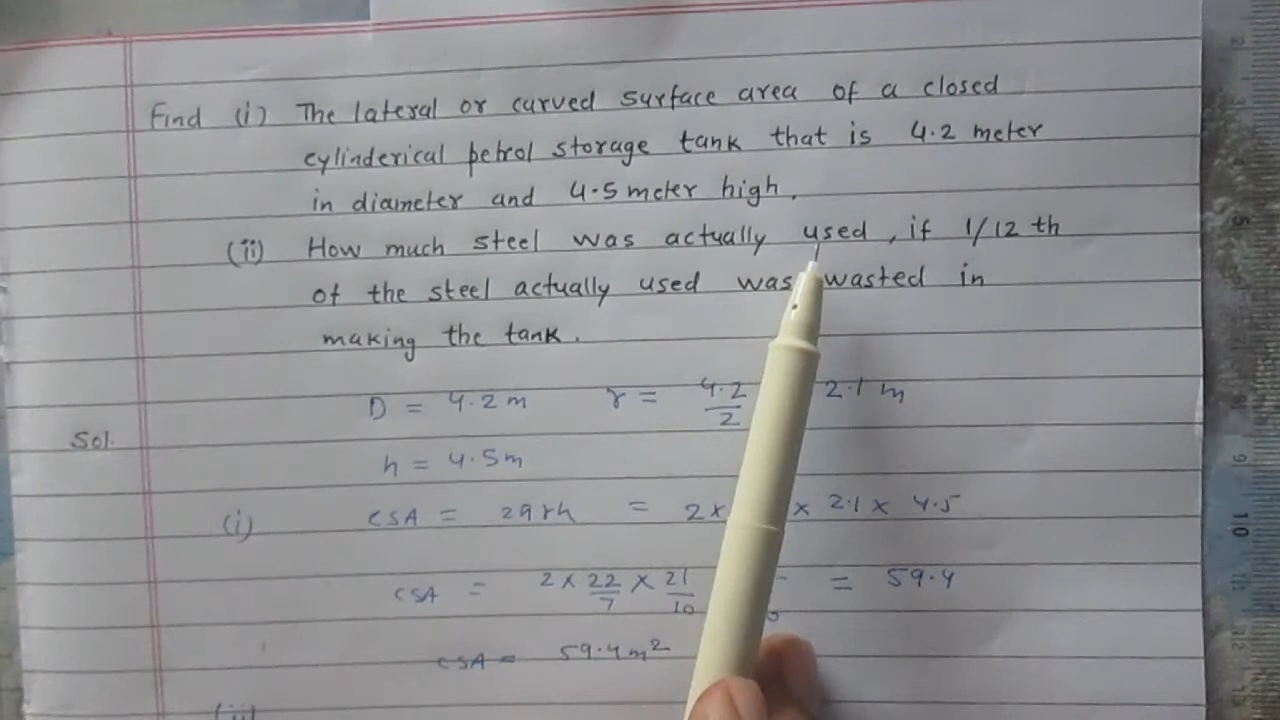 Find (i) The lateral or curved surface area of a closed
cylinderical petrol storage tank that is 4.2 meter
in diameter and 4.5 meter high.
(ii) How much steel was actually used, if 1/12 th
of the steel actually used was wasted in
making the tank.
D = 4.2 m r = 4.2/2 2.1 m
Sol.
h = 4.5m
(i) CSA = 2πrh = 2 × × 2.1 × 4.5
CSA = 2 × 22/7 × 21/10 = 59.4
CSA = 59.4 m²
(ii)